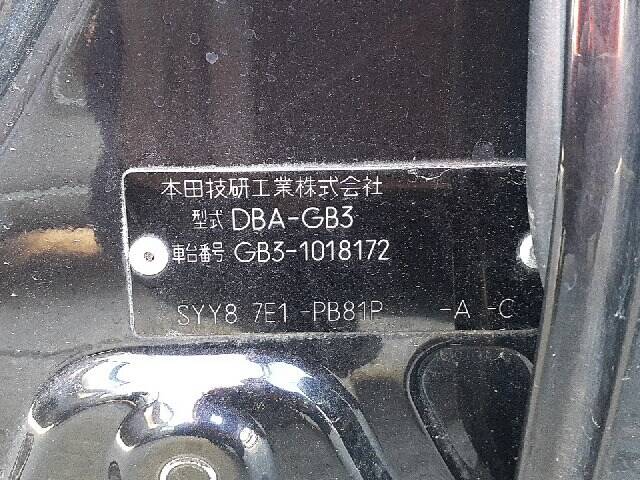 本田技研工業株式会社
型式 DBA-GB3
車台番号 GB3-1018172
SYY8 7E1 -PB81P -A -C